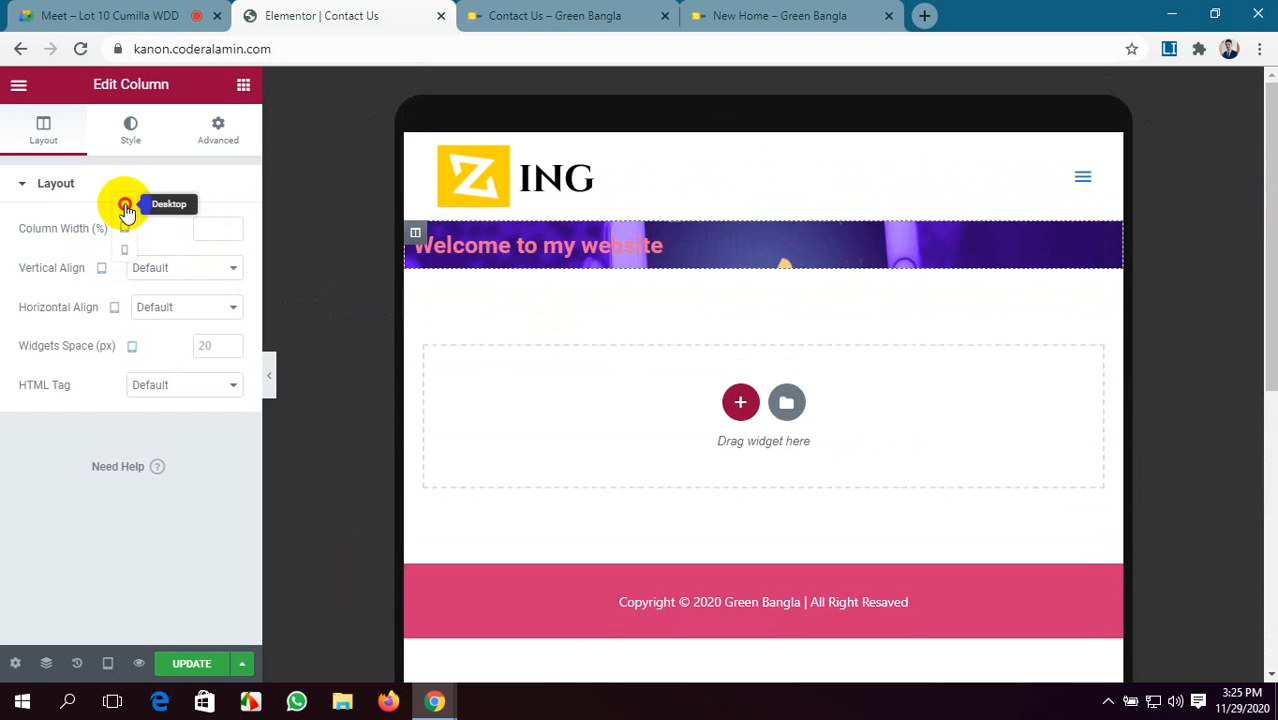 Meet – Lot 10 Cumilla WDD
Elementor | Contact Us
Contact Us – Green Bangla
New Home – Green Bangla
kanon.coderalamin.com
Edit Column
Layout
Style
Advanced
Layout
Desktop
Column Width (%)
Vertical Align
Default
Horizontal Align
Default
Widgets Space (px)
20
HTML Tag
Default
Need Help ?
UPDATE
Z ING
Welcome to my website
Drag widget here
Copyright © 2020 Green Bangla | All Right Resaved
3:25 PM
11/29/2020